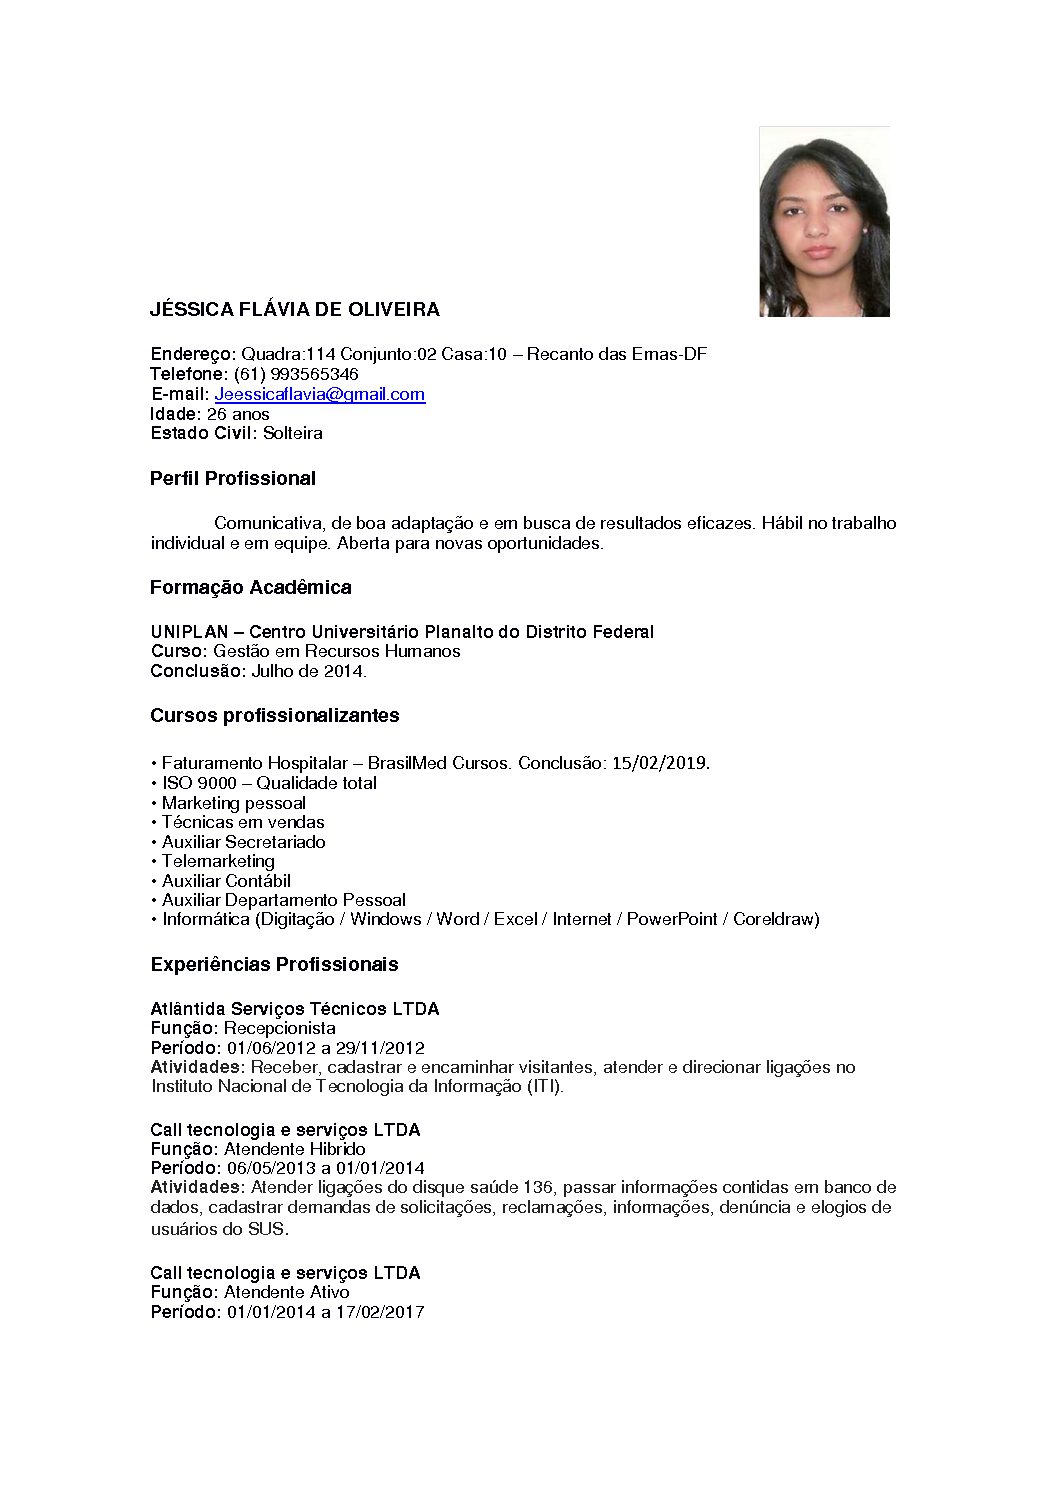 JÉSSICA FLÁVIA DE OLIVEIRA
Endereço: Quadra:114 Conjunto:02 Casa:10 – Recanto das Emas-DF
Telefone: (61) 993565346
E-mail: Jeessicaflavia@gmail.com
Idade: 26 anos
Estado Civil: Solteira
Perfil Profissional
Comunicativa, de boa adaptação e em busca de resultados eficazes. Hábil no trabalho
individual e em equipe. Aberta para novas oportunidades.
Formação Acadêmica
UNIPLAN – Centro Universitário Planalto do Distrito Federal
Curso: Gestão em Recursos Humanos
Conclusão: Julho de 2014.
Cursos profissionalizantes
• Faturamento Hospitalar – BrasilMed Cursos. Conclusão: 15/02/2019.
• ISO 9000 – Qualidade total
• Marketing pessoal
• Técnicas em vendas
• Auxiliar Secretariado
• Telemarketing
• Auxiliar Contábil
• Auxiliar Departamento Pessoal
• Informática (Digitação / Windows / Word / Excel / Internet / PowerPoint / Coreldraw)
Experiências Profissionais
Atlântida Serviços Técnicos LTDA
Função: Recepcionista
Período: 01/06/2012 a 29/11/2012
Atividades: Receber, cadastrar e encaminhar visitantes, atender e direcionar ligações no
Instituto Nacional de Tecnologia da Informação (ITI).
Call tecnologia e serviços LTDA
Função: Atendente Hibrido
Período: 06/05/2013 a 01/01/2014
Atividades: Atender ligações do disque saúde 136, passar informações contidas em banco de
dados, cadastrar demandas de solicitações, reclamações, informações, denúncia e elogios de
usuários do SUS.
Call tecnologia e serviços LTDA
Função: Atendente Ativo
Período: 01/01/2014 a 17/02/2017